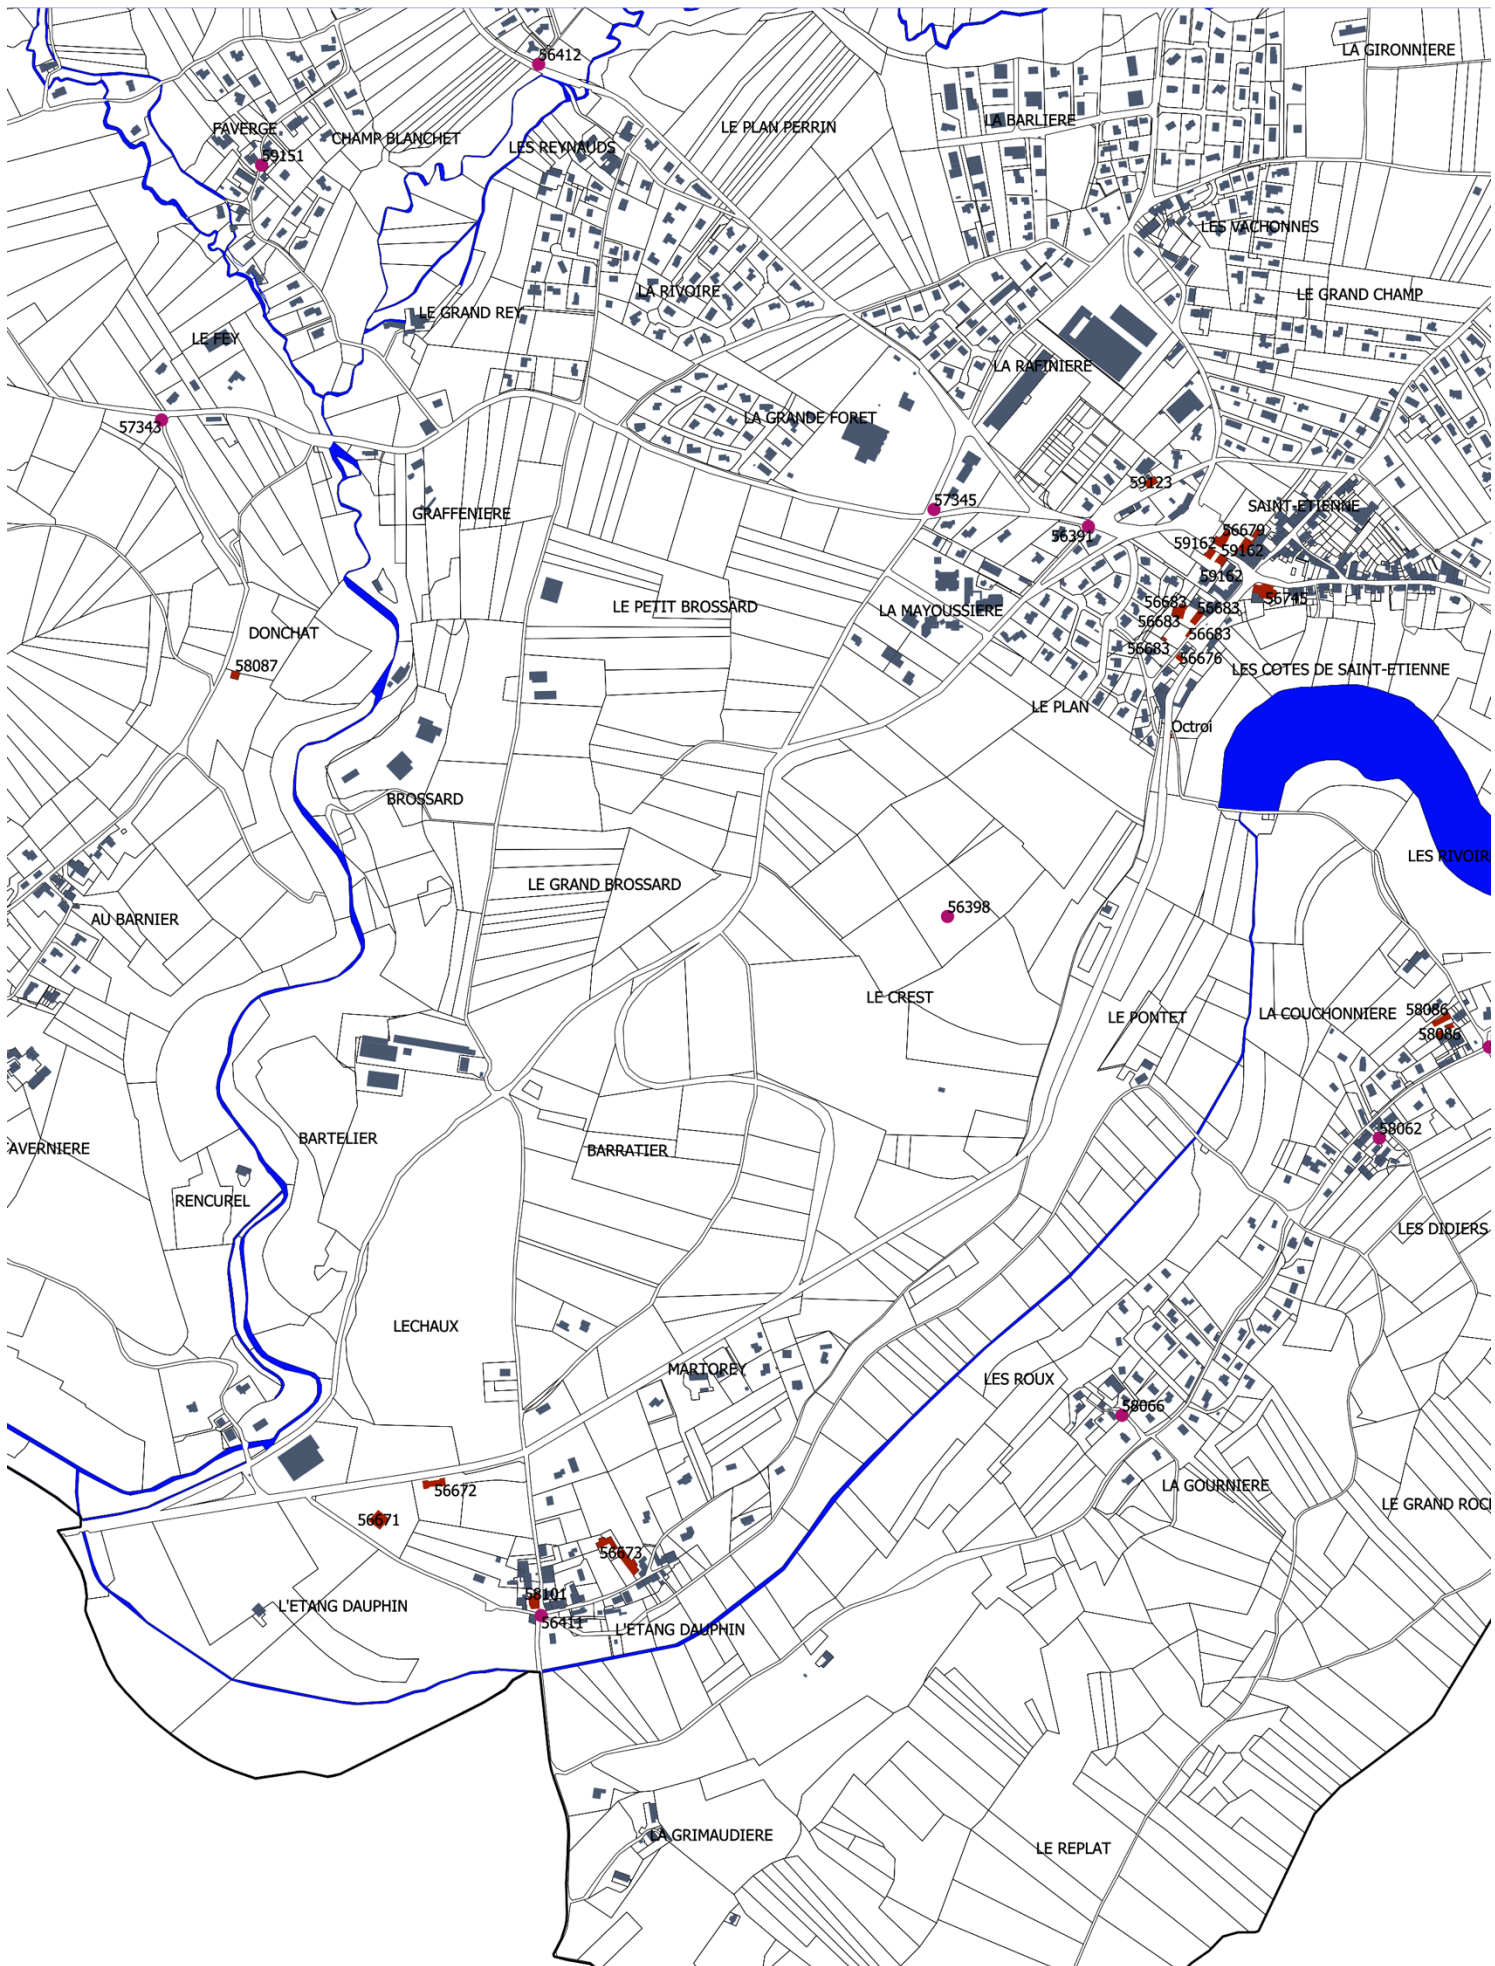 LA GIRONNIERE
56412
LA BARLIERE
LE PLAN PERRIN
FAVERGE
CHAMP BLANCHET
LES REYNAUDS
59151
LES VACHONNES
LA RIVOIRE
LE GRAND CHAMP
LE GRAND REY
LE FEY
LA RAFINIERE
LA GRANDE FORET
57343
59123
57345
SAINT-ETIENNE
GRAFFENIERE
56391
56679
59162
59162
59162
56745
LE PETIT BROSSARD
LA MAYOUSSIERE
56683
56683
56683
56683
56683
DONCHAT
56676
58087
LES COTES DE SAINT-ETIENNE
LE PLAN
Octroi
BROSSARD
LES RIVOIR
LE GRAND BROSSARD
56398
AU BARNIER
LE CREST
58086
LA COUCHONNIERE
LE PONTET
58086
58062
BARTELIER
AVERNIERE
BARRATIER
RENCUREL
LES DIDIERS
LECHAUX
MARTOREY
LES ROUX
58066
LA GOURNIERE
56672
LE GRAND ROC
56671
56673
58101
L'ETANG DAUPHIN
56411
L'ETANG DAUPHIN
LA GRIMAUDIERE
LE REPLAT